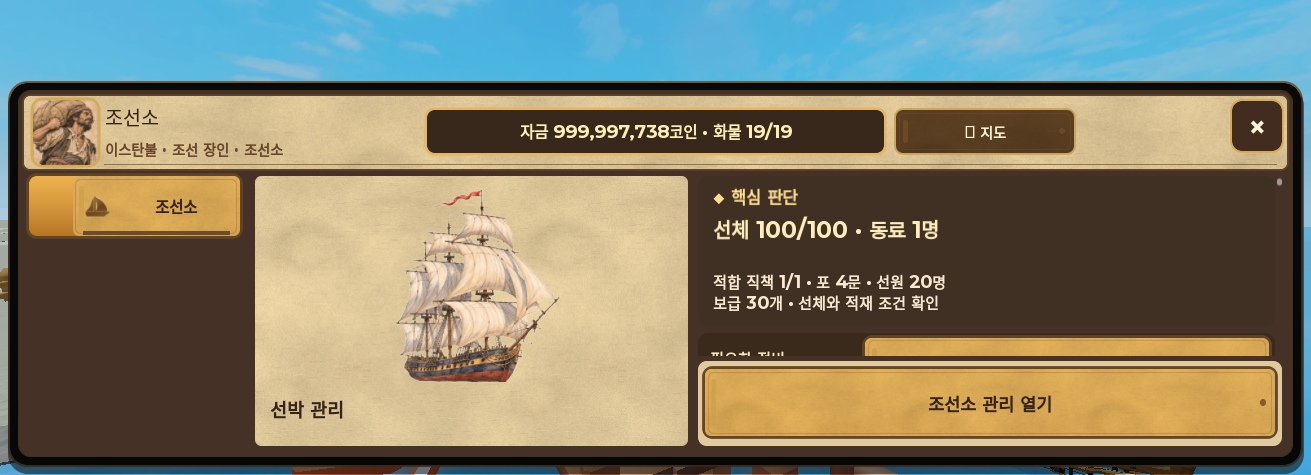 조선소
이스탄불 • 조선 장인 • 조선소
자금 999,997,738코인 • 화물 19/19
지도
×
조선소
선박 관리
◆ 핵심 판단
선체 100/100 • 동료 1명
적합 직책 1/1 • 포 4문 • 선원 20명
보급 30개 • 선체와 적재 조건 확인
조선소 관리 열기